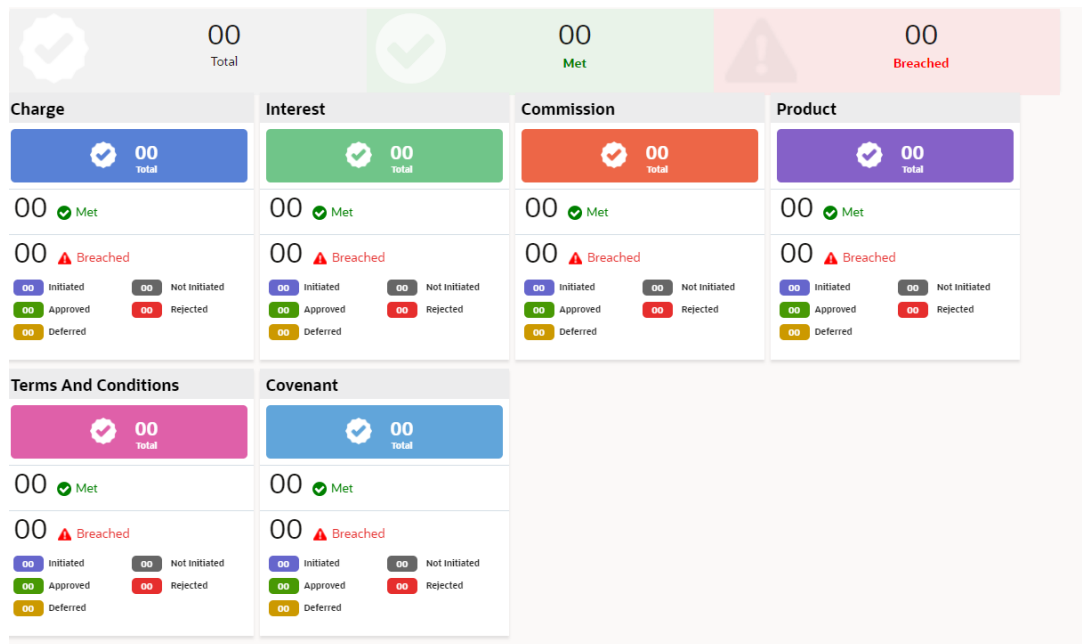 00
Total
00
Met
00
Breached
Charge
00
Total
00 Met
00 Breached
00 Initiated 00 Not Initiated
00 Approved 00 Rejected
00 Deferred
Interest
00
Total
00 Met
00 Breached
00 Initiated 00 Not Initiated
00 Approved 00 Rejected
00 Deferred
Commission
00
Total
00 Met
00 Breached
00 Initiated 00 Not Initiated
00 Approved 00 Rejected
00 Deferred
Product
00
Total
00 Met
00 Breached
00 Initiated 00 Not Initiated
00 Approved 00 Rejected
00 Deferred
Terms And Conditions
00
Total
00 Met
00 Breached
00 Initiated 00 Not Initiated
00 Approved 00 Rejected
00 Deferred
Covenant
00
Total
00 Met
00 Breached
00 Initiated 00 Not Initiated
00 Approved 00 Rejected
00 Deferred